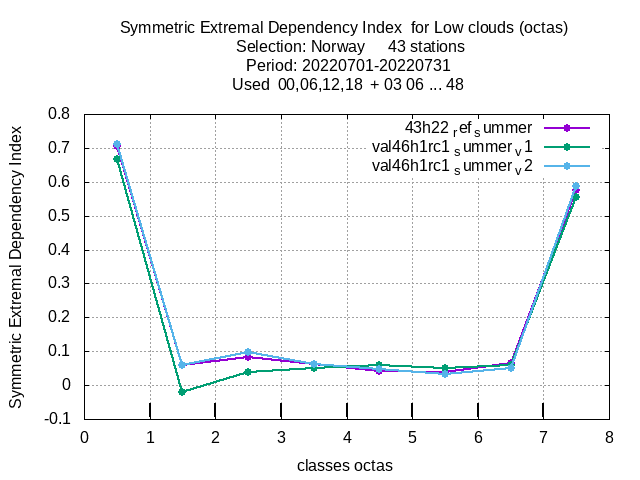 Symmetric Extremal Dependency Index for Low clouds (octas)
Selection: Norway 43 stations
Period: 20220701-20220731
Used 00,06,12,18 + 03 06 ... 48
43h22ref_summer
val46h1rc1summerv1
val46h1rc1summerv2
Symmetric Extremal Dependency Index
0.8
0.7
0.6
0.5
0.4
0.3
0.2
0.1
0
-0.1
0 1 2 3 4 5 6 7 8
classes octas